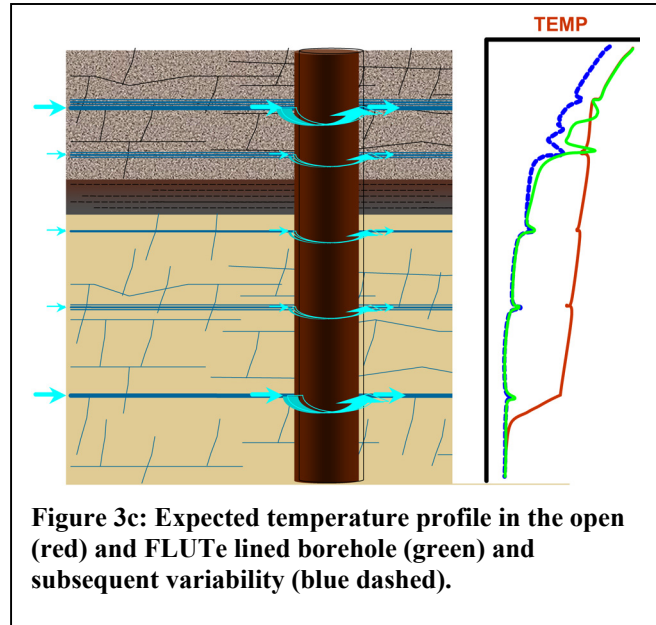 TEMP
Figure 3c: Expected temperature profile in the open
(red) and FLUTe lined borehole (green) and
subsequent variability (blue dashed).